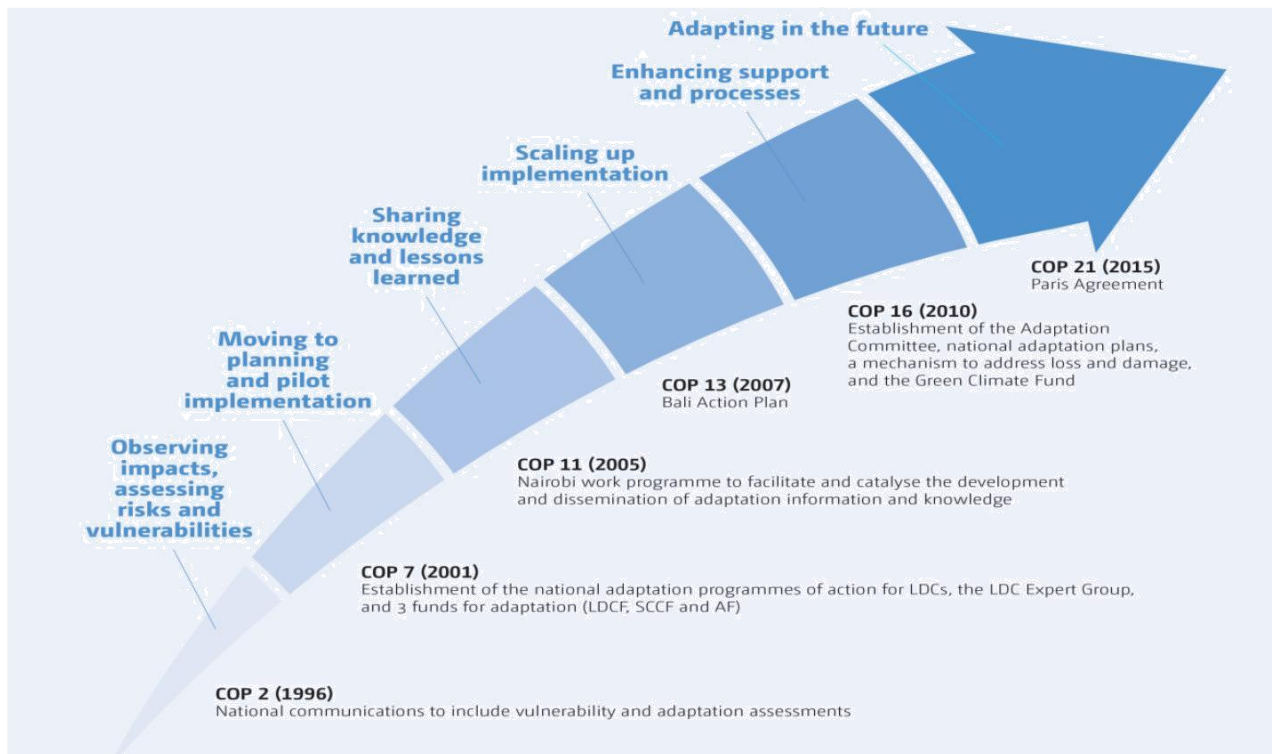 Adapting in the future
Enhancing support
and processes
Scaling up
implementation
Sharing
knowledge
and lessons
learned
Moving to
planning
and pilot
implementation
Observing
impacts,
assessing
risks and
vulnerabilities
COP 21 (2015)
Paris Agreement
COP 16 (2010)
Establishment of the Adaptation
Committee, national adaptation plans,
a mechanism to address loss and damage,
and the Green Climate Fund
COP 13 (2007)
Bali Action Plan
COP 11 (2005)
Nairobi work programme to facilitate and catalyse the development
and dissemination of adaptation information and knowledge
COP 7 (2001)
Establishment of the national adaptation programmes of action for LDCs, the LDC Expert Group,
and 3 funds for adaptation (LDCF, SCCF and AF)
COP 2 (1996)
National communications to include vulnerability and adaptation assessments